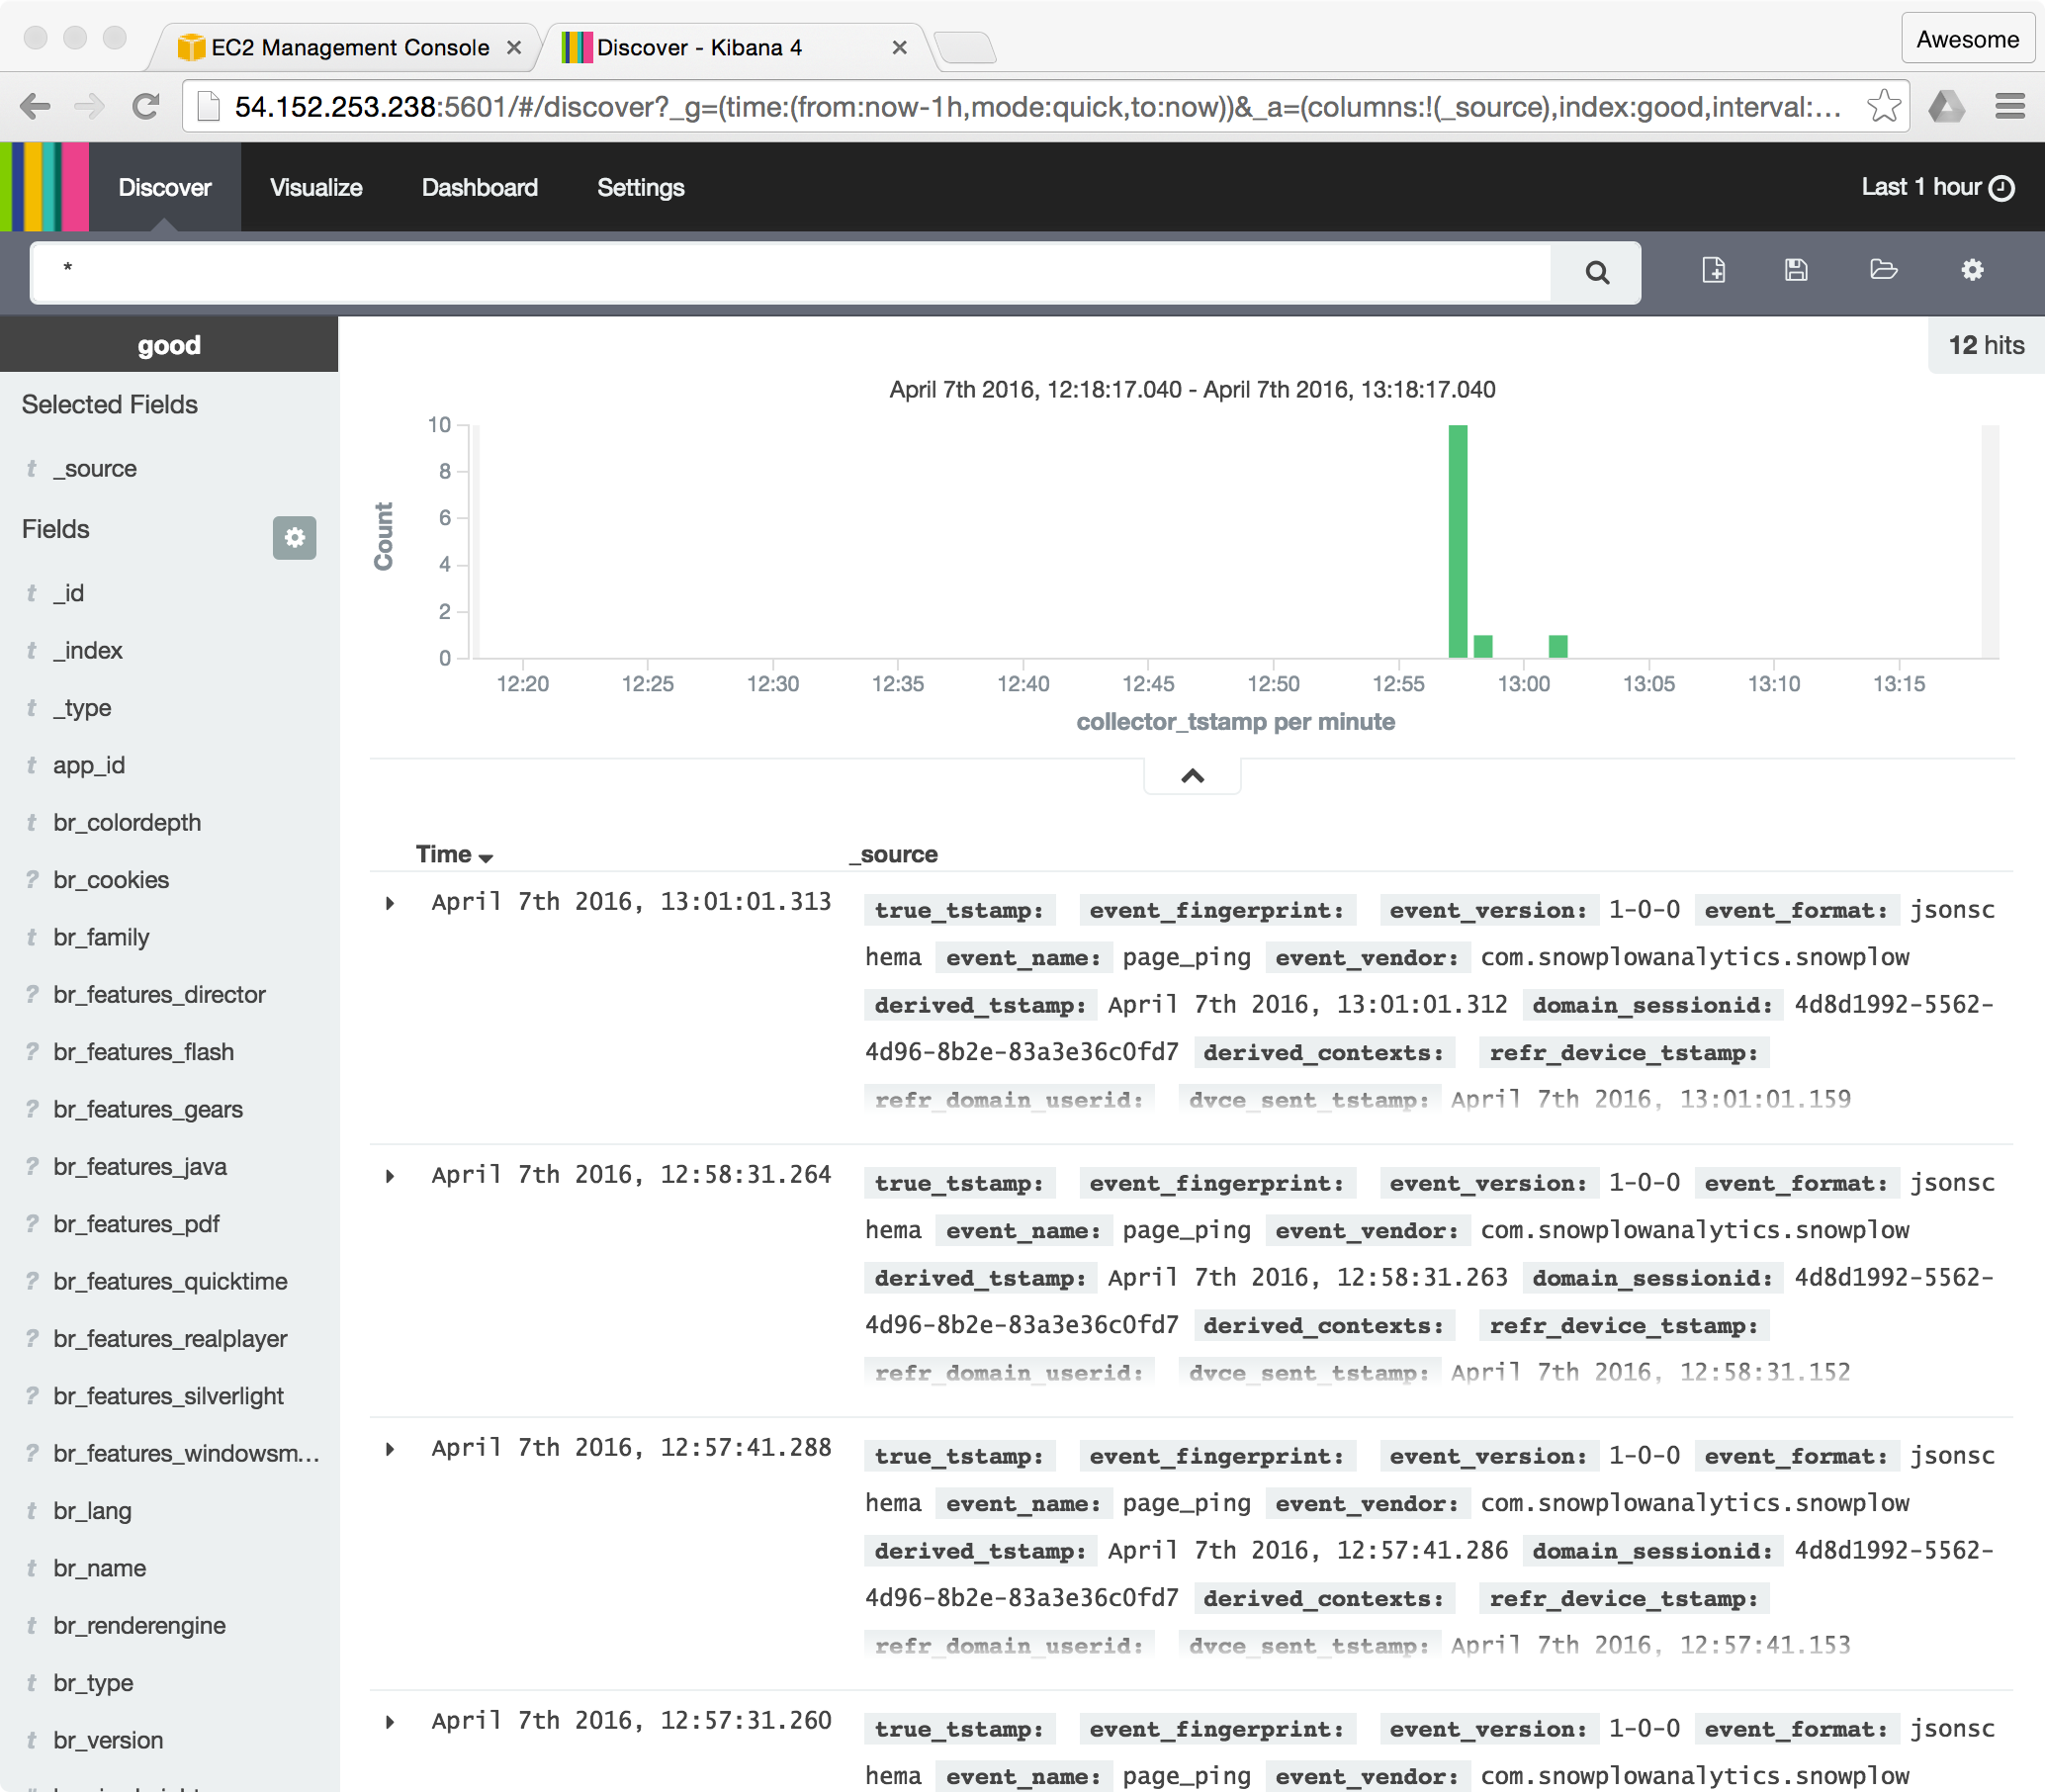 EC2 Management Console
Discover - Kibana 4
Awesome
54.152.253.238:5601/#/discover?_g=(time:(from:now-1h,mode:quick,to:now))&_a=(columns:!(_source),index:good,interval:...
Discover Visualize Dashboard Settings Last 1 hour
*
good
12 hits
Selected Fields
t _source
Fields
t _id
t _index
t _type
t app_id
t br_colordepth
? br_cookies
t br_family
? br_features_director
? br_features_flash
? br_features_gears
? br_features_java
? br_features_pdf
? br_features_quicktime
? br_features_realplayer
? br_features_silverlight
? br_features_windowsm...
t br_lang
t br_name
t br_renderengine
t br_type
t br_version
April 7th 2016, 12:18:17.040 - April 7th 2016, 13:18:17.040
Count
10
8
6
4
2
0
12:20 12:25 12:30 12:35 12:40 12:45 12:50 12:55 13:00 13:05 13:10 13:15
collector_tstamp per minute
Time _source
April 7th 2016, 13:01:01.313 true_tstamp: event_fingerprint: event_version: 1-0-0 event_format: jsonsc
hema event_name: page_ping event_vendor: com.snowplowanalytics.snowplow
derived_tstamp: April 7th 2016, 13:01:01.312 domain_sessionid: 4d8d1992-5562-
4d96-8b2e-83a3e36c0fd7 derived_contexts: refr_device_tstamp:
refr_domain_userid: dvce_sent_tstamp: April 7th 2016, 13:01:01.159
April 7th 2016, 12:58:31.264 true_tstamp: event_fingerprint: event_version: 1-0-0 event_format: jsonsc
hema event_name: page_ping event_vendor: com.snowplowanalytics.snowplow
derived_tstamp: April 7th 2016, 12:58:31.263 domain_sessionid: 4d8d1992-5562-
4d96-8b2e-83a3e36c0fd7 derived_contexts: refr_device_tstamp:
refr_domain_userid: dvce_sent_tstamp: April 7th 2016, 12:58:31.152
April 7th 2016, 12:57:41.288 true_tstamp: event_fingerprint: event_version: 1-0-0 event_format: jsonsc
hema event_name: page_ping event_vendor: com.snowplowanalytics.snowplow
derived_tstamp: April 7th 2016, 12:57:41.286 domain_sessionid: 4d8d1992-5562-
4d96-8b2e-83a3e36c0fd7 derived_contexts: refr_device_tstamp:
refr_domain_userid: dvce_sent_tstamp: April 7th 2016, 12:57:41.153
April 7th 2016, 12:57:31.260 true_tstamp: event_fingerprint: event_version: 1-0-0 event_format: jsonsc
hema event_name: page_ping event_vendor: com.snowplowanalytics.snowplow